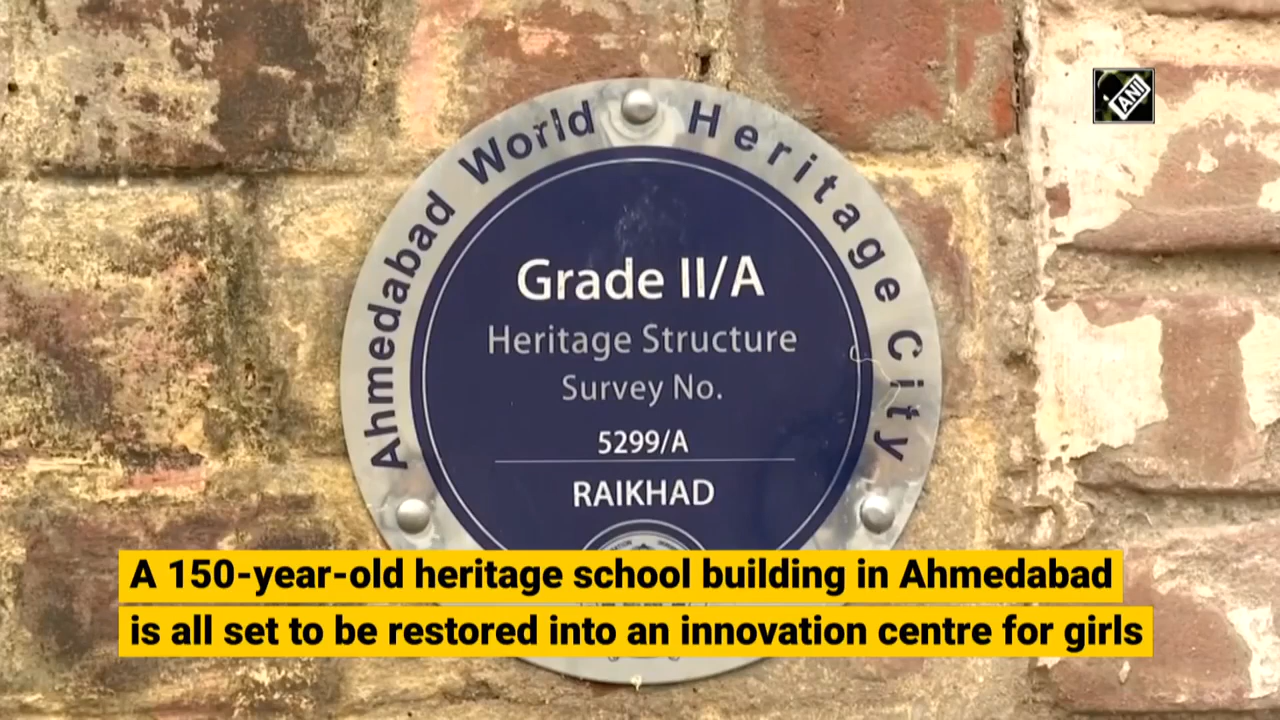 ANI
Ahmedabad World Heritage City
Grade II/A
Heritage Structure
Survey No.
5299/A
RAIKHAD
A 150-year-old heritage school building in Ahmedabad
is all set to be restored into an innovation centre for girls